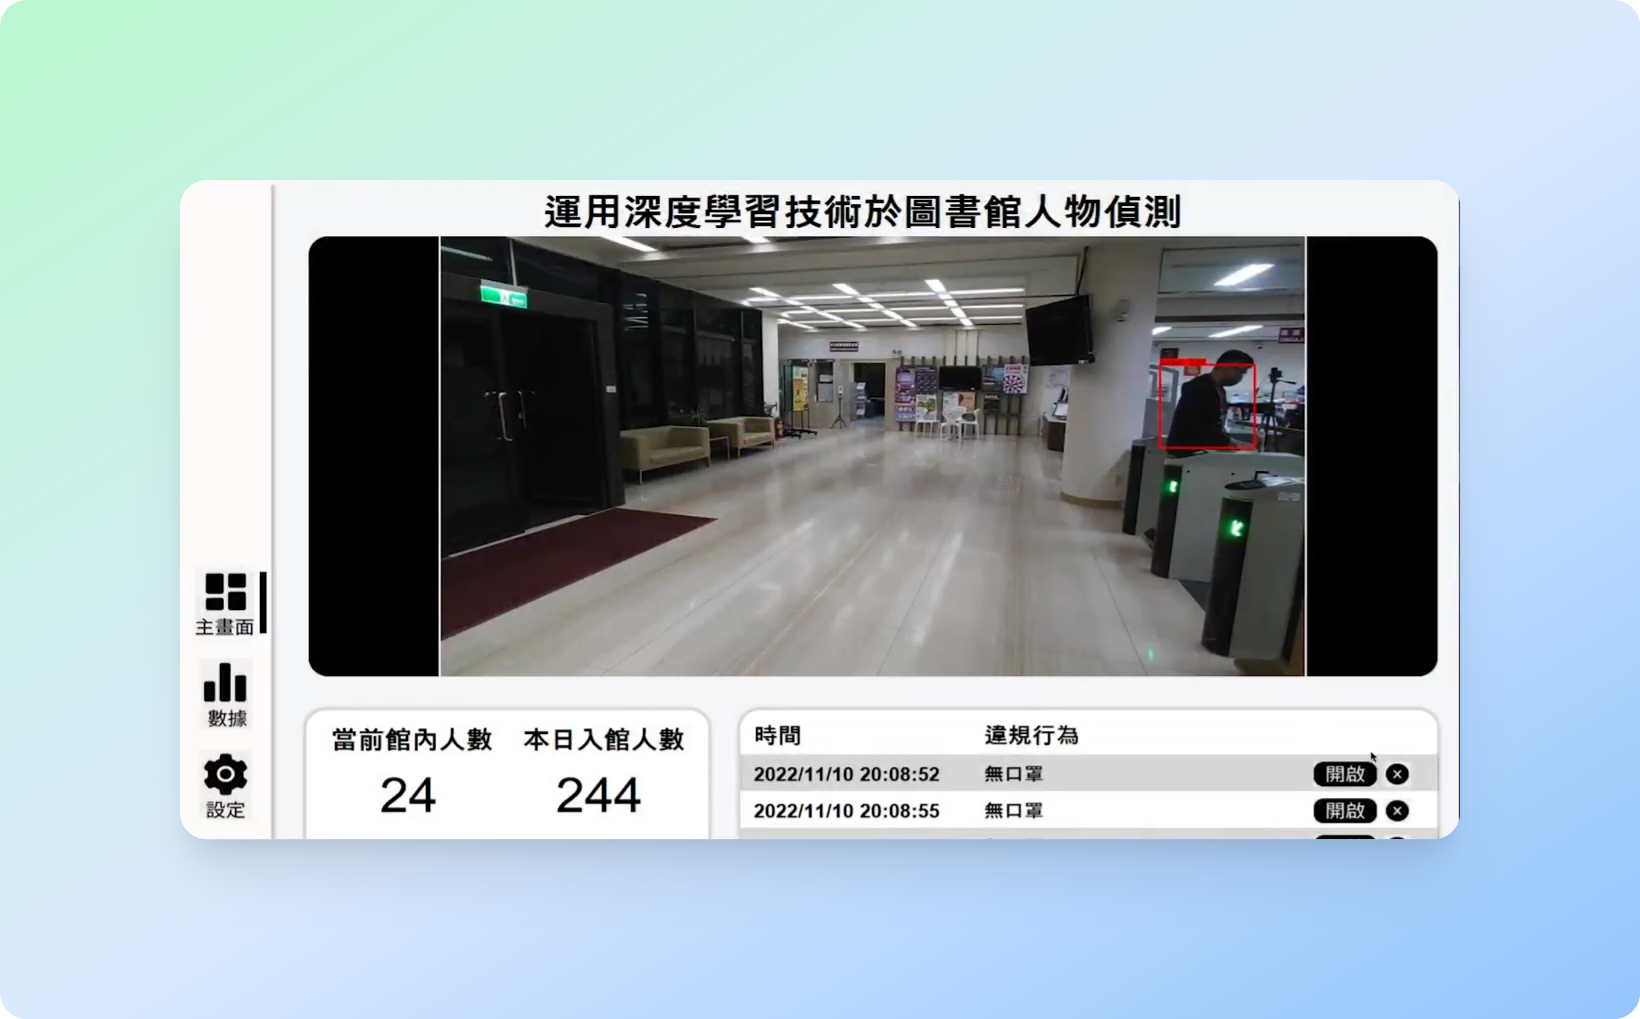 運用深度學習技術於圖書館人物偵測
主畫面
數據
設定
當前館內人數 本日入館人數
24 244
時間 違規行為
2022/11/10 20:08:52 無口罩 開啟
2022/11/10 20:08:55 無口罩 開啟